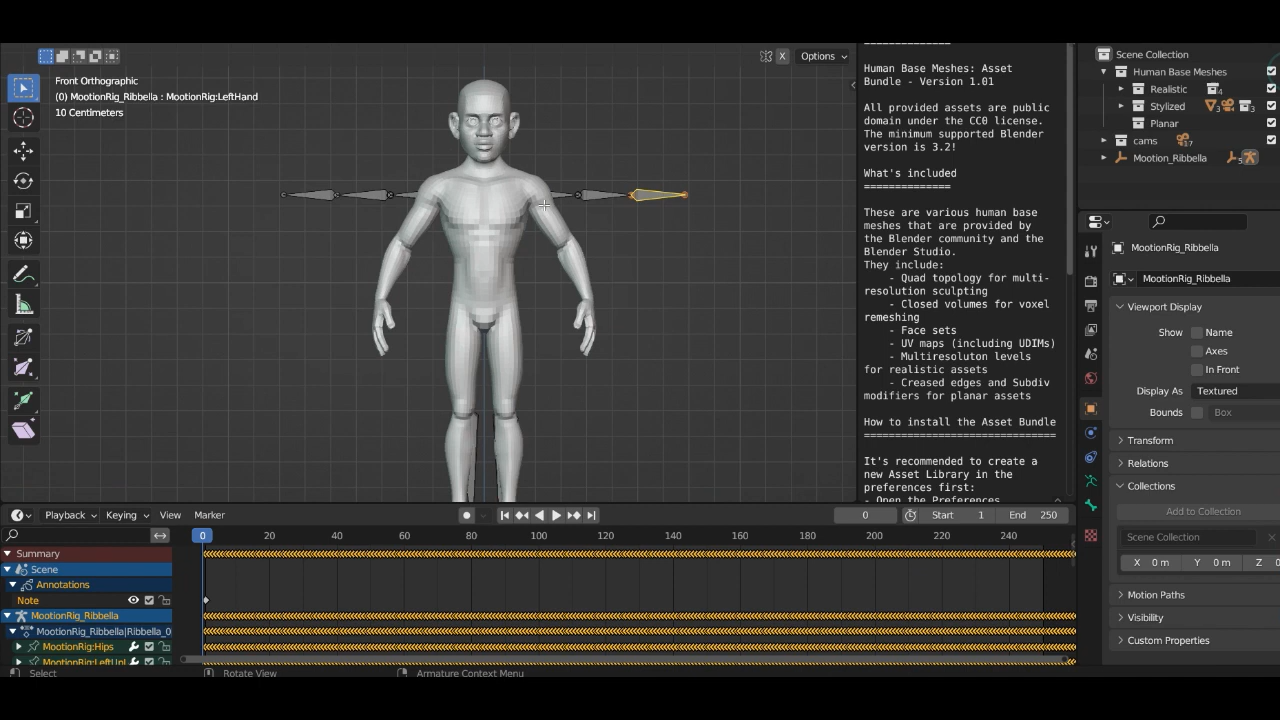 Options
Front Orthographic
(0) MootionRig_Ribbella : MootionRig:LeftHand
10 Centimeters
X
Human Base Meshes: Asset
Bundle - Version 1.01
All provided assets are public
domain under the CC0 license.
The minimum supported Blender
version is 3.2!
What's included
==============
These are various human base
meshes that are provided by
the Blender community and the
Blender Studio.
They include:
- Quad topology for multi-
resolution sculpting
- Closed volumes for voxel
remeshing
- Face sets
- UV maps (including UDIMs)
- Multiresoluton levels
for realistic assets
- Creased edges and Subdiv
modifiers for planar assets
How to install the Asset Bundle
===============================
It's recommended to create a
new Asset Library in the
preferences first:
- Open the Preferences
Scene Collection
Human Base Meshes
Realistic 4
Stylized 3 3
Planar
cams 17
Mootion_Ribbella 5
MootionRig_Ribbella
MootionRig_Ribbella
Viewport Display
Show Name
Axes
In Front
Display As Textured
Bounds Box
Transform
Relations
Collections
Add to Collection
Scene Collection
X 0 m Y 0 m Z 0
Motion Paths
Visibility
Custom Properties
Playback Keying View Marker
0 Start 1 End 250
0 20 40 60 80 100 120 140 160 180 200 220 240
Summary
Scene
Annotations
Note
MootionRig_Ribbella
MootionRig_Ribbella|Ribbella_0
MootionRig:Hips
MootionRig:LeftUpL
Select Rotate View Armature Context Menu